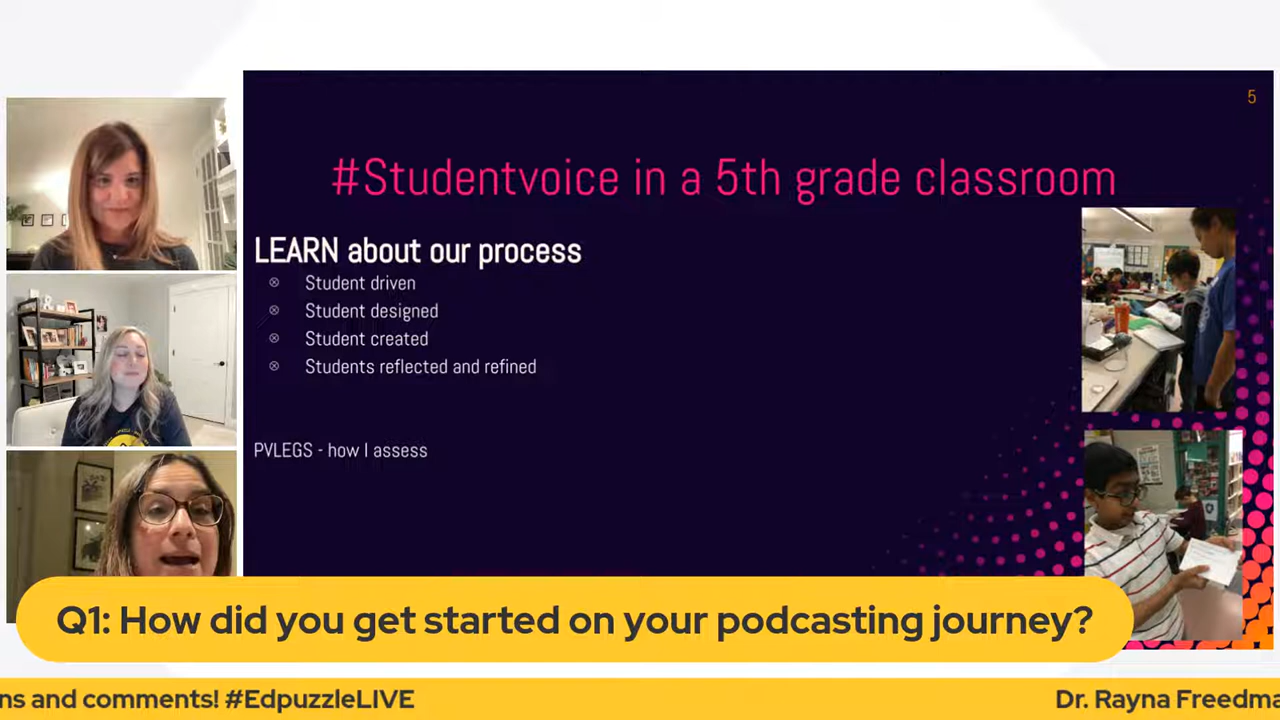 5
#Studentvoice in a 5th grade classroom
LEARN about our process
Student driven
Student designed
Student created
Students reflected and refined
PVLEGS - how I assess
Q1: How did you get started on your podcasting journey?
ns and comments! #EdpuzzleLIVE
Dr. Rayna Freedma